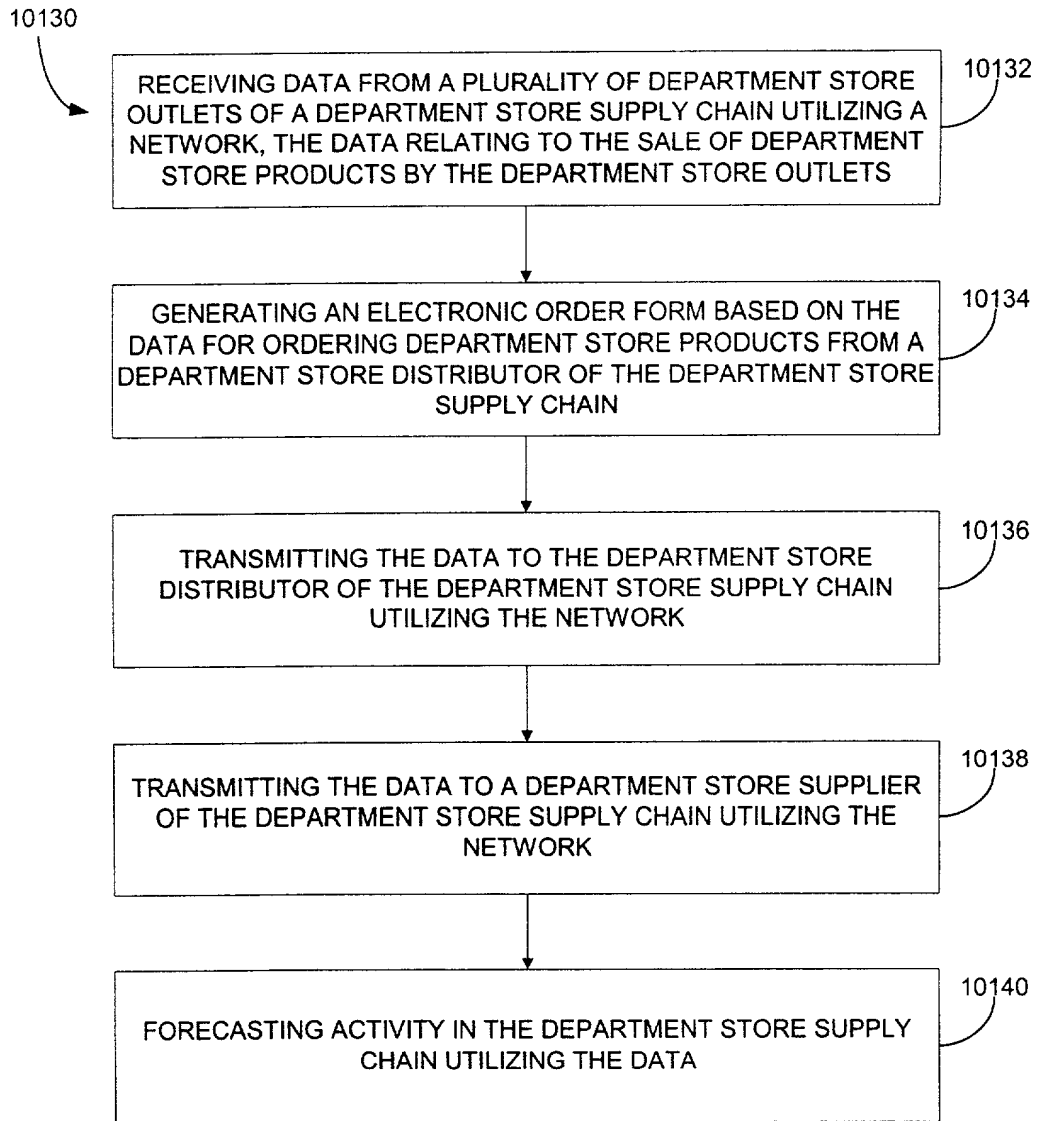 10130
RECEIVING DATA FROM A PLURALITY OF DEPARTMENT STORE
OUTLETS OF A DEPARTMENT STORE SUPPLY CHAIN UTILIZING A
NETWORK, THE DATA RELATING TO THE SALE OF DEPARTMENT
STORE PRODUCTS BY THE DEPARTMENT STORE OUTLETS
10132
GENERATING AN ELECTRONIC ORDER FORM BASED ON THE
DATA FOR ORDERING DEPARTMENT STORE PRODUCTS FROM A
DEPARTMENT STORE DISTRIBUTOR OF THE DEPARTMENT STORE
SUPPLY CHAIN
10134
TRANSMITTING THE DATA TO THE DEPARTMENT STORE
DISTRIBUTOR OF THE DEPARTMENT STORE SUPPLY CHAIN
UTILIZING THE NETWORK
10136
TRANSMITTING THE DATA TO A DEPARTMENT STORE SUPPLIER
OF THE DEPARTMENT STORE SUPPLY CHAIN UTILIZING THE
NETWORK
10138
FORECASTING ACTIVITY IN THE DEPARTMENT STORE SUPPLY
CHAIN UTILIZING THE DATA
10140